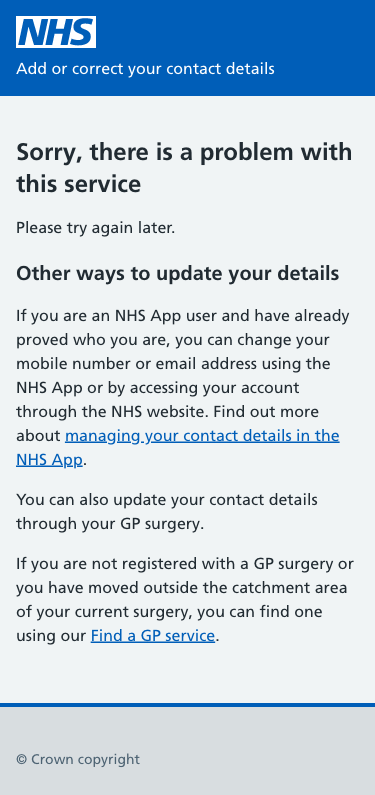 NHS
Add or correct your contact details
Sorry, there is a problem with
this service
Please try again later.
Other ways to update your details
If you are an NHS App user and have already
proved who you are, you can change your
mobile number or email address using the
NHS App or by accessing your account
through the NHS website. Find out more
about managing your contact details in the
NHS App.
You can also update your contact details
through your GP surgery.
If you are not registered with a GP surgery or
you have moved outside the catchment area
of your current surgery, you can find one
using our Find a GP service.
© Crown copyright